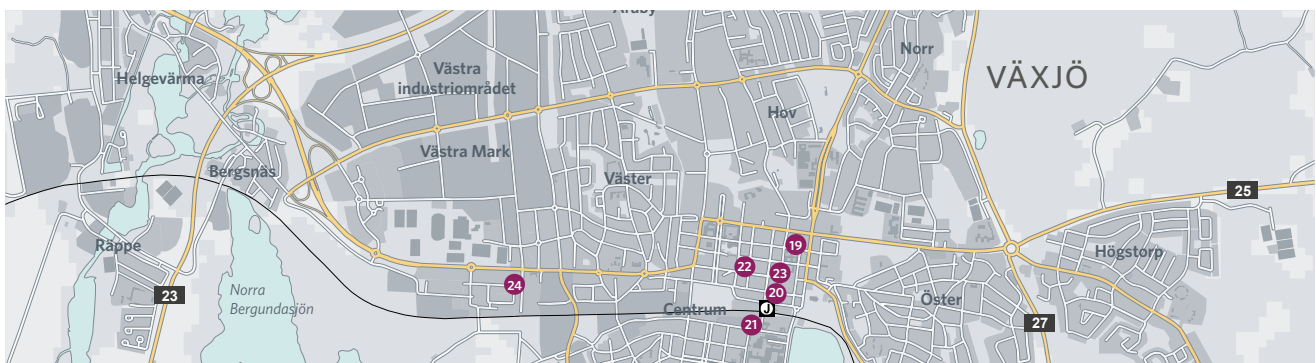 Araby
Norr
VÄXJÖ
Helgevärma
Västra
industriområdet
Hov
Västra Mark
Bergsnäs
Väster
25
19
Räppe
Högstorp
22
23
24
20
23
Norra
Bergundasjön
Öster
Centrum
J
21
27